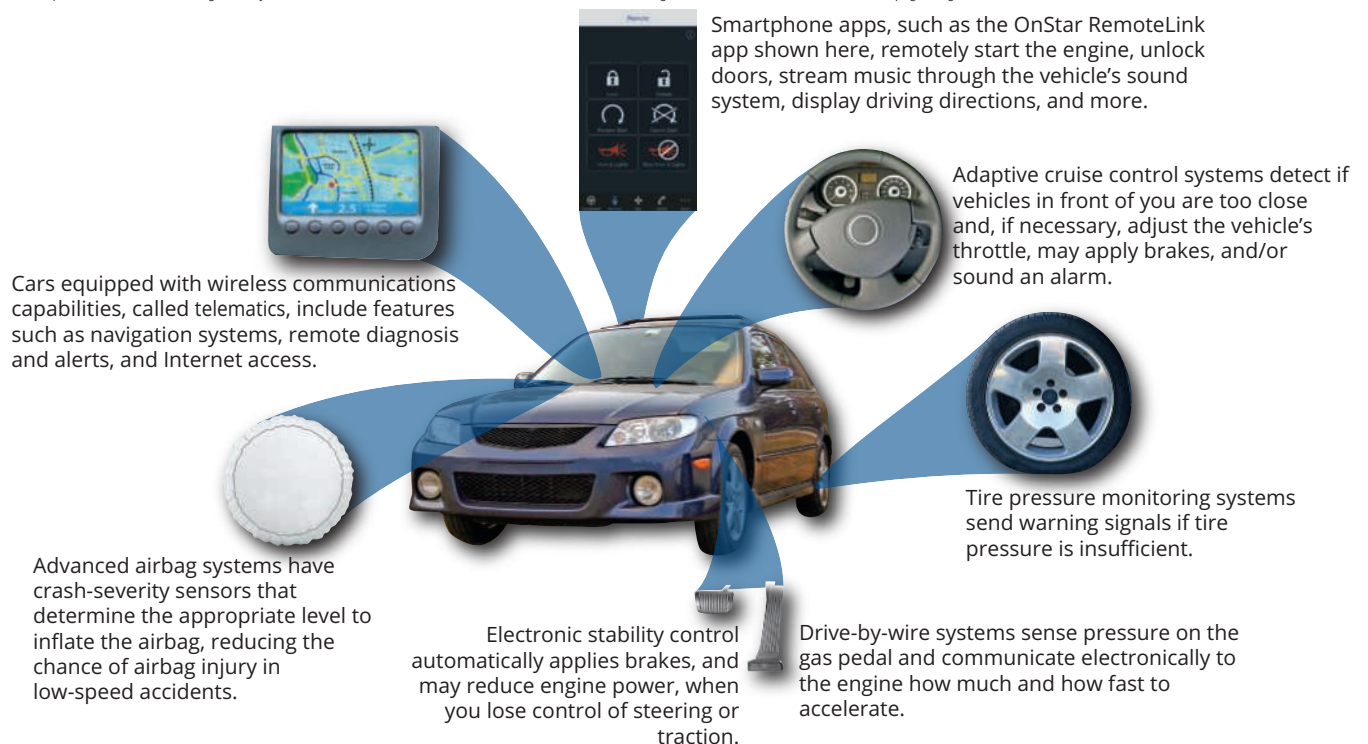 Smartphone apps, such as the OnStar RemoteLink
app shown here, remotely start the engine, unlock
doors, stream music through the vehicle's sound
system, display driving directions, and more.
Adaptive cruise control systems detect if
vehicles in front of you are too close
and, if necessary, adjust the vehicle's
throttle, may apply brakes, and/or
sound an alarm.
Cars equipped with wireless communications
capabilities, called telematics, include features
such as navigation systems, remote diagnosis
and alerts, and Internet access.
Tire pressure monitoring systems
send warning signals if tire
pressure is insufficient.
Advanced airbag systems have
crash-severity sensors that
determine the appropriate level to
inflate the airbag, reducing the
chance of airbag injury in
low-speed accidents.
Electronic stability control
automatically applies brakes, and
may reduce engine power, when
you lose control of steering or
traction.
Drive-by-wire systems sense pressure on the
gas pedal and communicate electronically to
the engine how much and how fast to
accelerate.
2.5